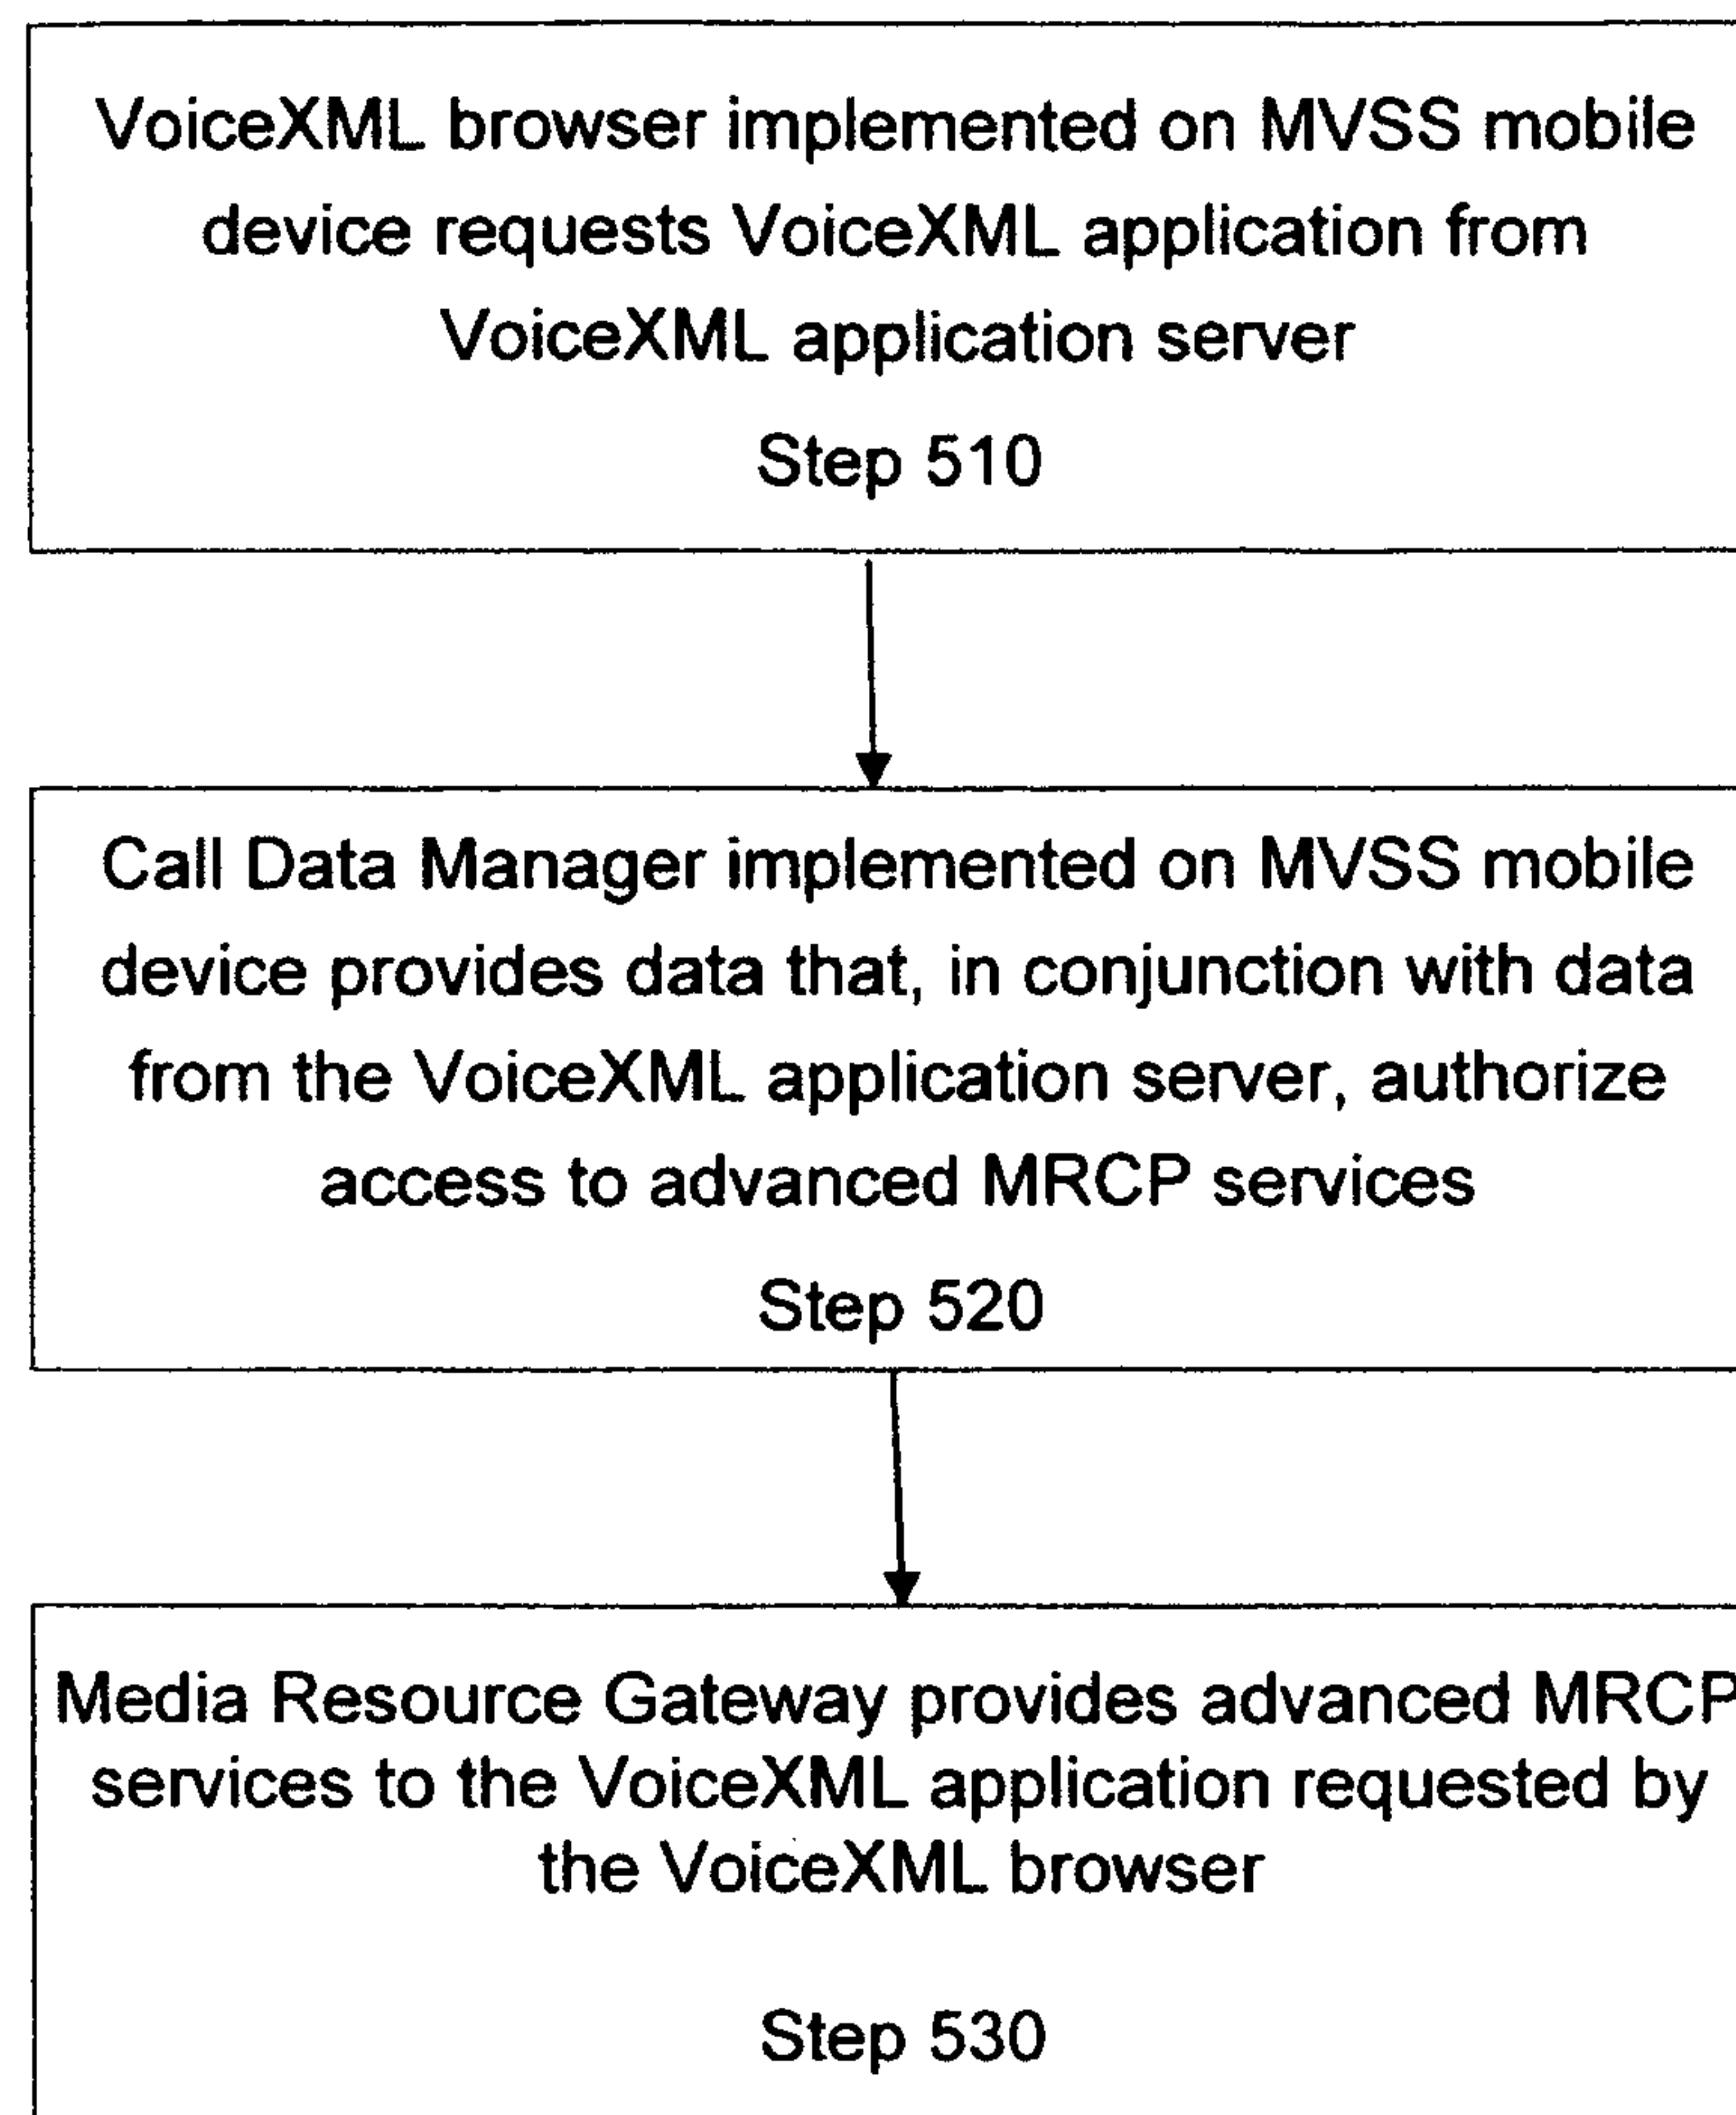 VoiceXML browser implemented on MVSS mobile
device requests VoiceXML application from
VoiceXML application server
Step 510
Call Data Manager implemented on MVSS mobile
device provides data that, in conjunction with data
from the VoiceXML application server, authorize
access to advanced MRCP services
Step 520
Media Resource Gateway provides advanced MRCP
services to the VoiceXML application requested by
the VoiceXML browser
Step 530